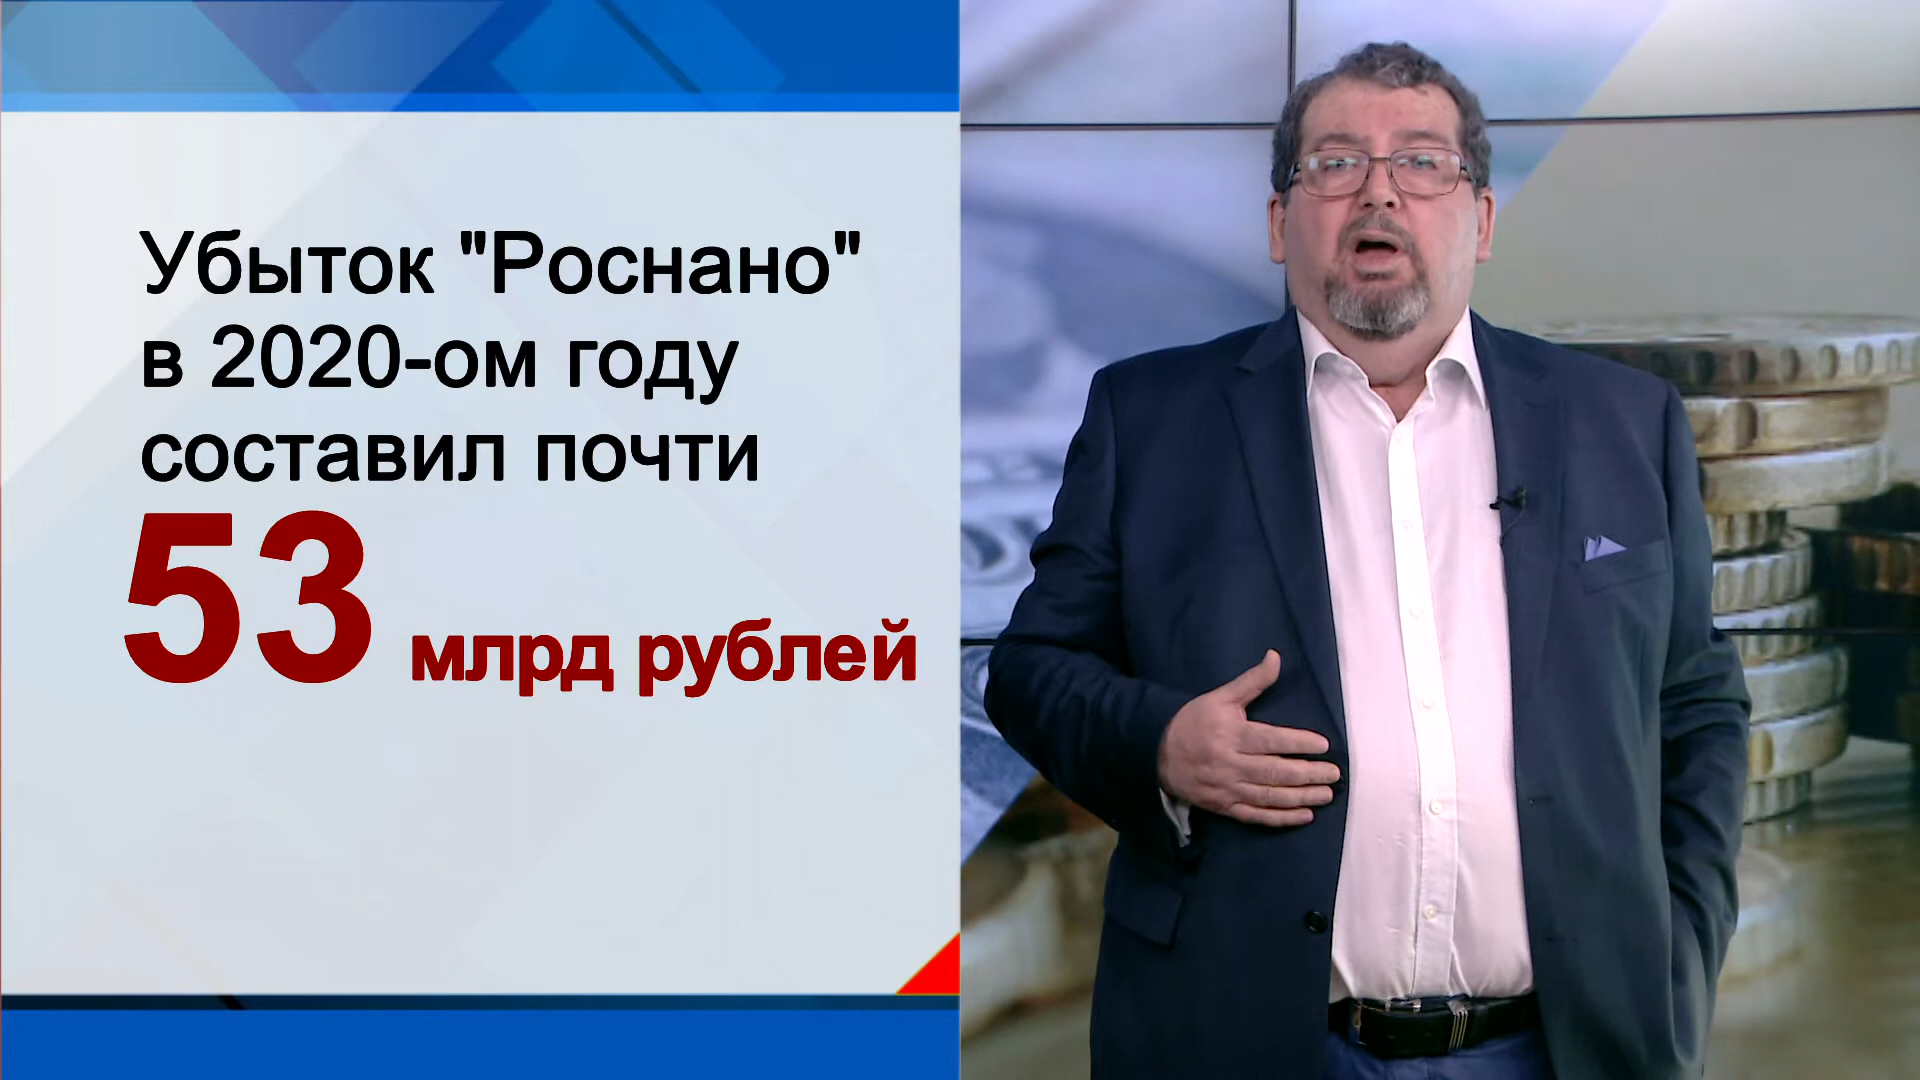 Убыток "Роснано"
в 2020-ом году
составил почти
53 млрд рублей